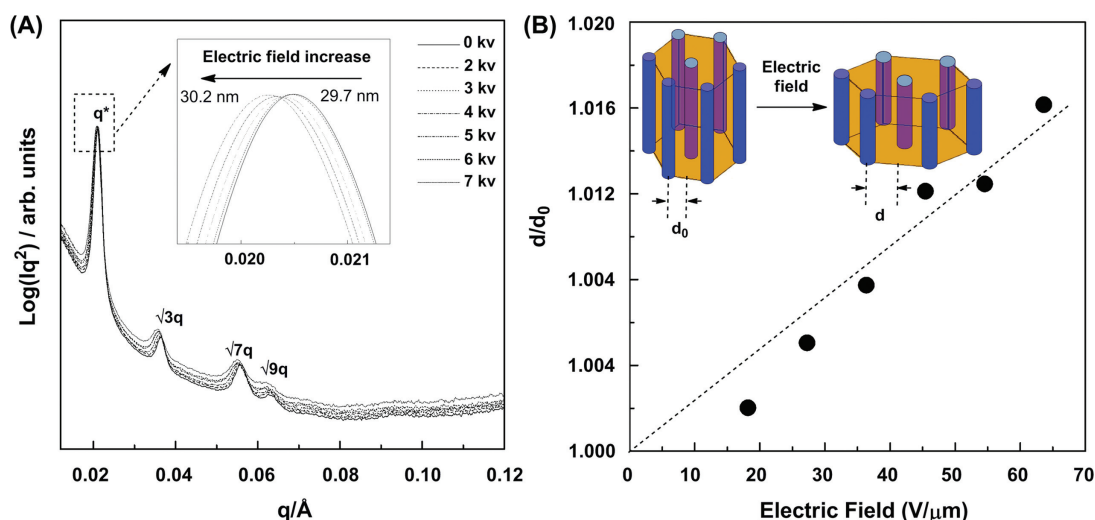 (A)
Log(Iq²) / arb. units
q*
Electric field increase
30.2 nm
29.7 nm
0.020
0.021
0 kv
2 kv
3 kv
4 kv
5 kv
6 kv
7 kv
√3q
√7q
√9q
0.02
0.04
0.06
0.08
0.10
0.12
q/Å
(B)
d/d₀
1.020
1.016
1.012
1.004
1.004
1.000
Electric
field
d₀
d
0
10
20
30
40
50
60
70
Electric Field (V/μm)